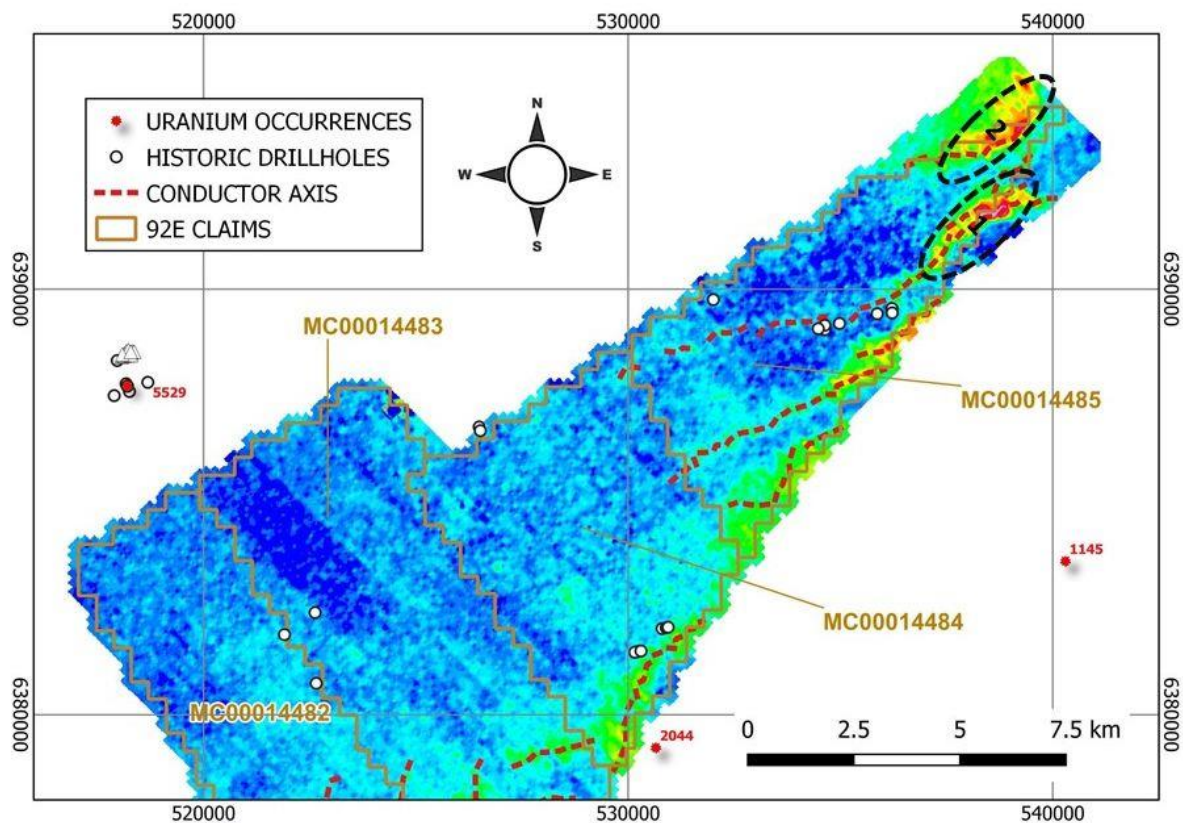 520000
530000
540000
URANIUM OCCURRENCES
HISTORIC DRILLHOLES
CONDUCTOR AXIS
92E CLAIMS
N
W
E
S
2
1
6390000
6390000
MC00014483
5529
MC00014485
1145
MC00014484
MC00014482
2044
6380000
6380000
0
2.5
5
7.5 km
520000
530000
540000